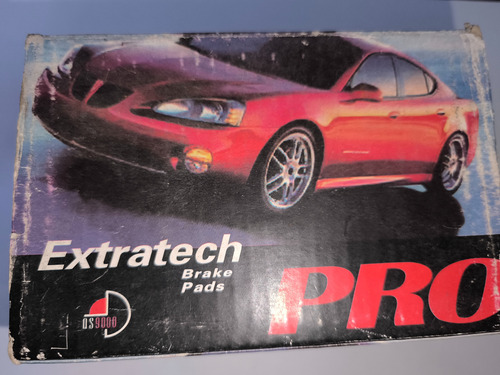 Extratech
Brake
Pads
PRO
QS9000